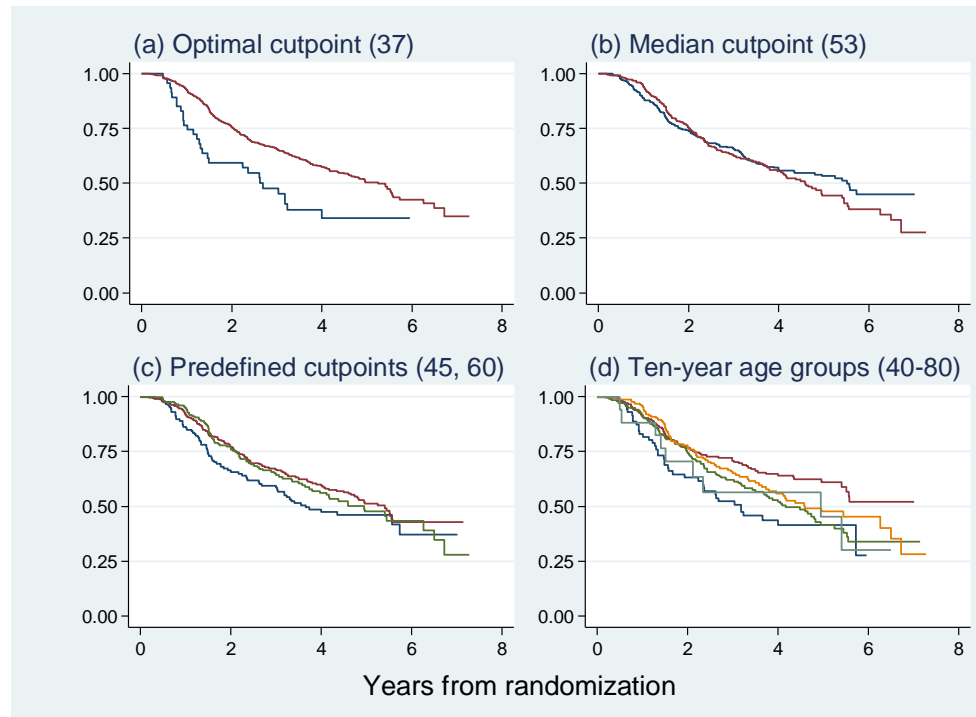 (a) Optimal cutpoint (37)
1.00
0.75
0.50
0.25
0.00
0 2 4 6 8
(b) Median cutpoint (53)
1.00
0.75
0.50
0.25
0.00
0 2 4 6 8
(c) Predefined cutpoints (45, 60)
1.00
0.75
0.50
0.25
0.00
0 2 4 6 8
(d) Ten-year age groups (40-80)
1.00
0.75
0.50
0.25
0.00
0 2 4 6 8
Years from randomization